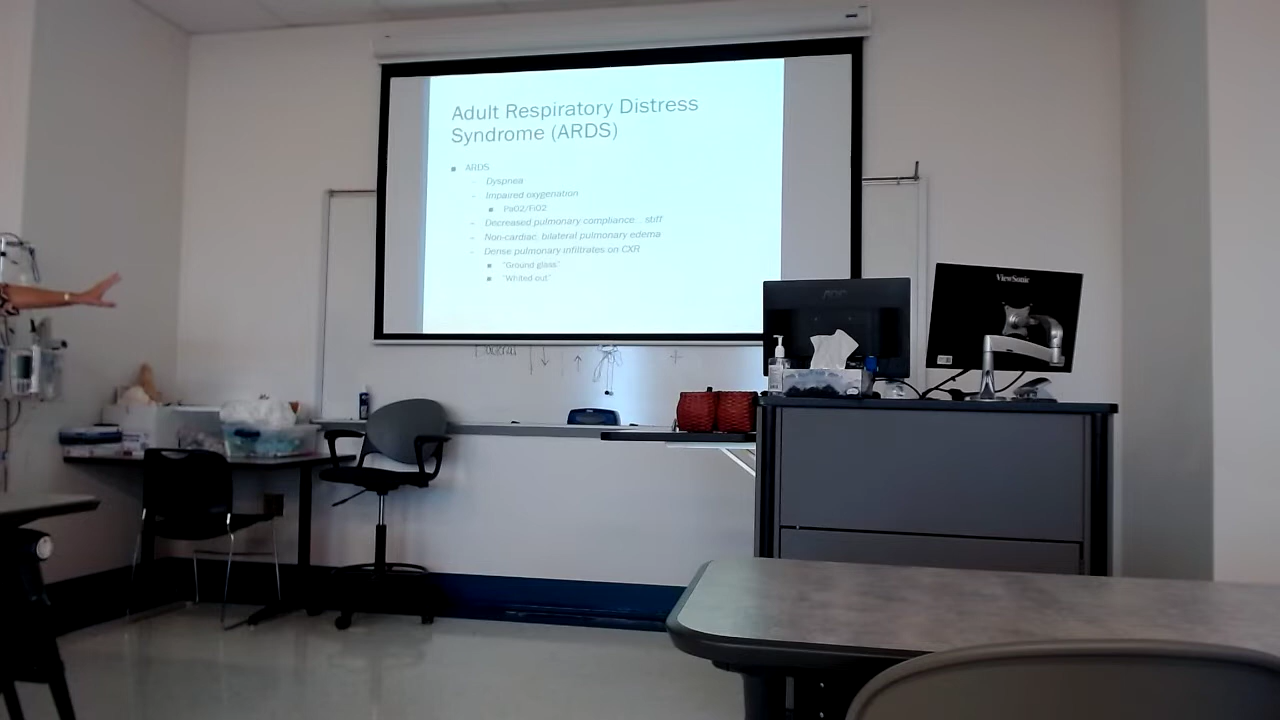 Adult Respiratory Distress
Syndrome (ARDS)
ARDS
Dyspnea
Impaired oxygenation
PaO2/FiO2
Decreased pulmonary compliance... stiff
Non-cardiac, bilateral pulmonary edema
Dense pulmonary infiltrates on CXR
"Ground glass"
"Whited out"
AOC
ViewSonic